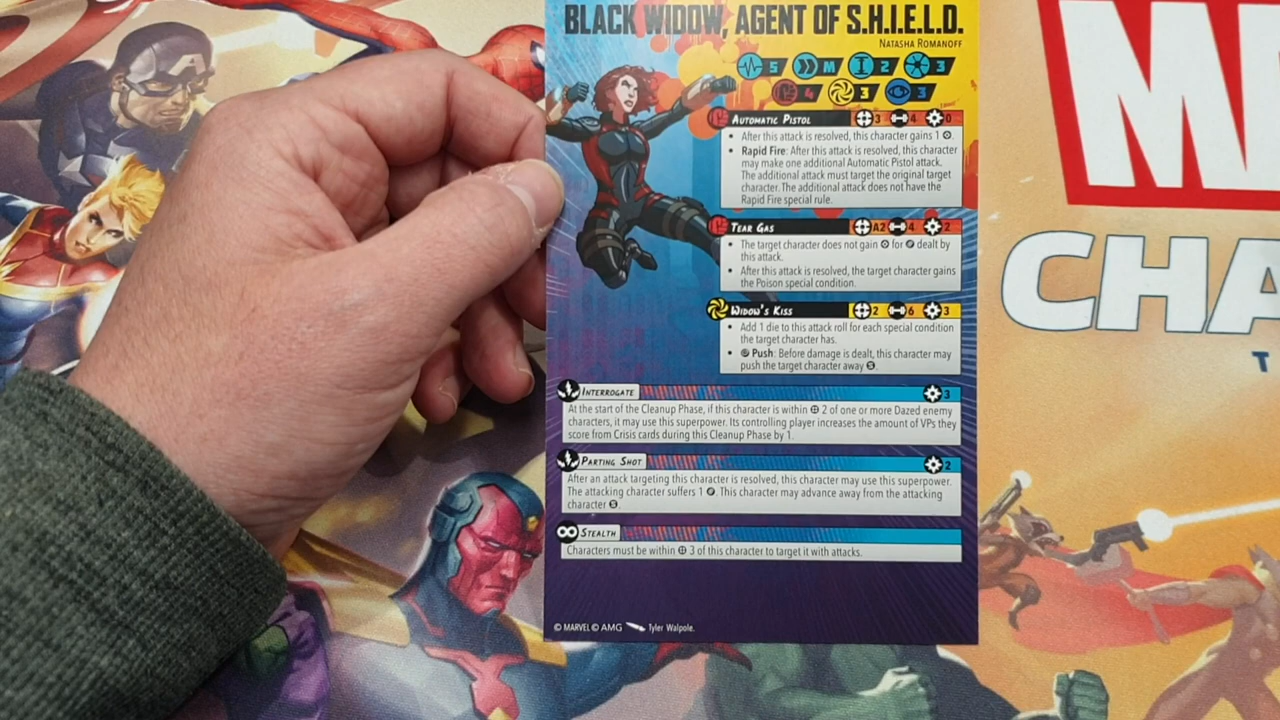 BLACK WIDOW, AGENT OF S.H.I.E.L.D.
NATASHA ROMANOFF
5 M 2 3
4 3 3
AUTOMATIC PISTOL 3 4 0
• After this attack is resolved, this character gains 1 .
• Rapid Fire: After this attack is resolved, this character
may make one additional Automatic Pistol attack.
The additional attack must target the original target
character. The additional attack does not have the
Rapid Fire special rule.
TEAR GAS A2 4 2
• The target character does not gain for dealt by
this attack.
• After this attack is resolved, the target character gains
the Poison special condition.
WIDOW'S KISS 2 6 3
• Add 1 die to this attack roll for each special condition
the target character has.
• Push: Before damage is dealt, this character may
push the target character away S.
INTERROGATE 3
At the start of the Cleanup Phase, if this character is within 2 of one or more Dazed enemy
characters, it may use this superpower. Its controlling player increases the amount of VPs they
score from Crisis cards during this Cleanup Phase by 1.
PARTING SHOT 2
After an attack targeting this character is resolved, this character may use this superpower.
The attacking character suffers 1 . This character may advance away from the attacking
character S.
STEALTH
Characters must be within 3 of this character to target it with attacks.
© MARVEL © AMG Tyler Walpole.
M
CHA
T